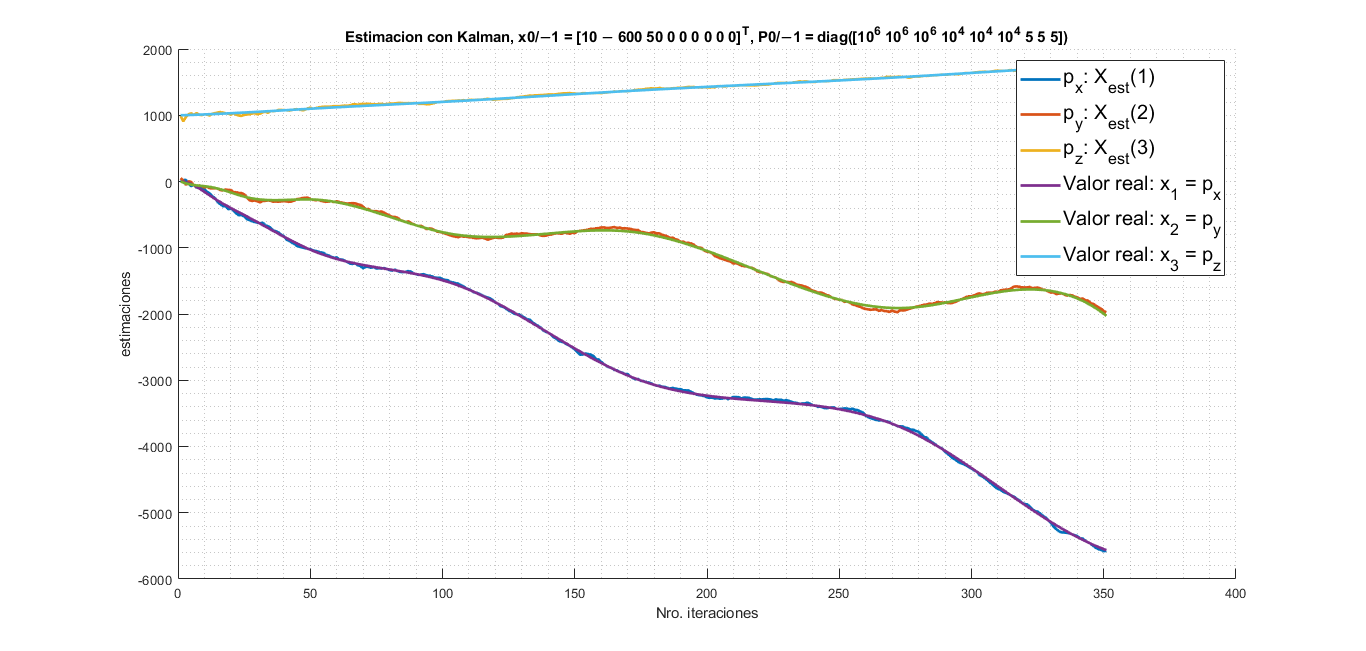 Estimacion con Kalman, x0/−1 = [10 − 600 50 0 0 0 0 0 0]^T, P0/−1 = diag([10^6 10^6 10^6 10^4 10^4 10^4 5 5 5])
2000
1000
0
-1000
-2000
-3000
-4000
-5000
-6000
estimaciones
p_x: X_est(1)
p_y: X_est(2)
p_z: X_est(3)
Valor real: x_1 = p_x
Valor real: x_2 = p_y
Valor real: x_3 = p_z
0 50 100 150 200 250 300 350 400
Nro. iteraciones